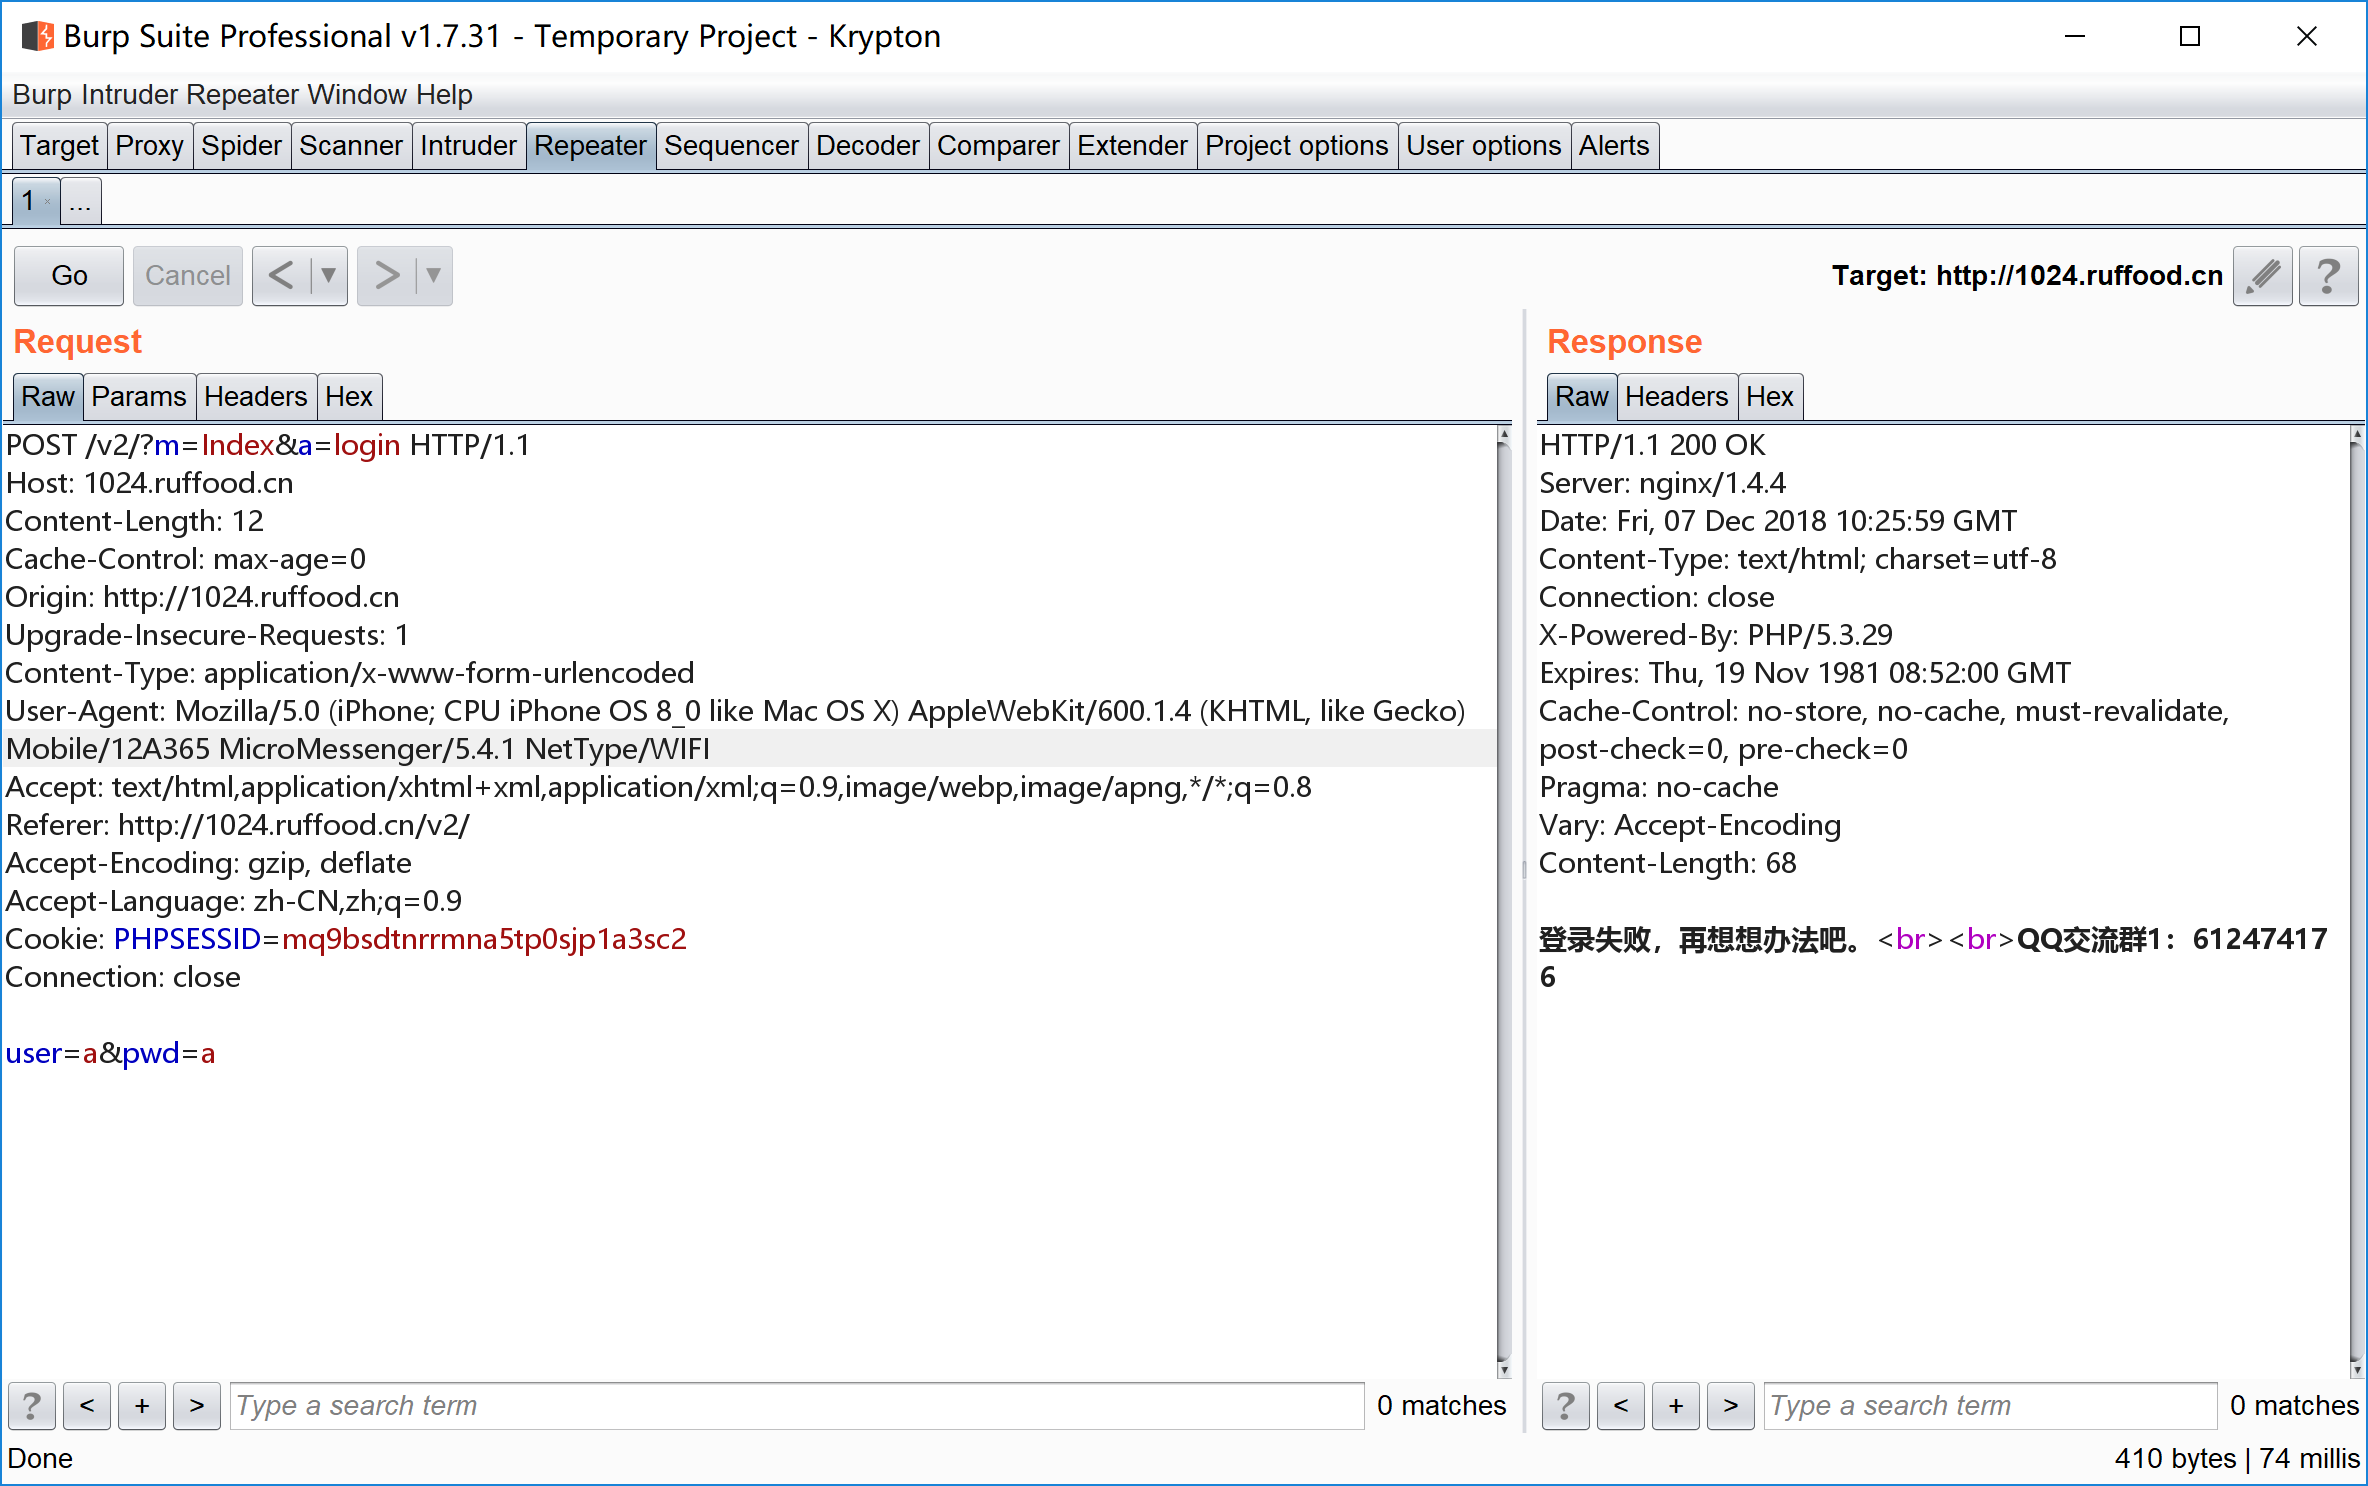 Burp Suite Professional v1.7.31 - Temporary Project - Krypton
Burp Intruder Repeater Window Help
Target Proxy Spider Scanner Intruder Repeater Sequencer Decoder Comparer Extender Project options User options Alerts
1 × ...
Go Cancel < ▼ > ▼ Target: http://1024.ruffood.cn ?
Request
Raw Params Headers Hex
POST /v2/?m=Index&a=login HTTP/1.1
Host: 1024.ruffood.cn
Content-Length: 12
Cache-Control: max-age=0
Origin: http://1024.ruffood.cn
Upgrade-Insecure-Requests: 1
Content-Type: application/x-www-form-urlencoded
User-Agent: Mozilla/5.0 (iPhone; CPU iPhone OS 8_0 like Mac OS X) AppleWebKit/600.1.4 (KHTML, like Gecko)
Mobile/12A365 MicroMessenger/5.4.1 NetType/WIFI
Accept: text/html,application/xhtml+xml,application/xml;q=0.9,image/webp,image/apng,*/*;q=0.8
Referer: http://1024.ruffood.cn/v2/
Accept-Encoding: gzip, deflate
Accept-Language: zh-CN,zh;q=0.9
Cookie: PHPSESSID=mq9bsdtnrrmna5tp0sjp1a3sc2
Connection: close
user=a&pwd=a
? < + > Type a search term 0 matches
Response
Raw Headers Hex
HTTP/1.1 200 OK
Server: nginx/1.4.4
Date: Fri, 07 Dec 2018 10:25:59 GMT
Content-Type: text/html; charset=utf-8
Connection: close
X-Powered-By: PHP/5.3.29
Expires: Thu, 19 Nov 1981 08:52:00 GMT
Cache-Control: no-store, no-cache, must-revalidate,
post-check=0, pre-check=0
Pragma: no-cache
Vary: Accept-Encoding
Content-Length: 68
登录失败，再想想办法吧。<br><br>QQ交流群1：61247417
6
? < + > Type a search term 0 matches
Done
410 bytes | 74 millis